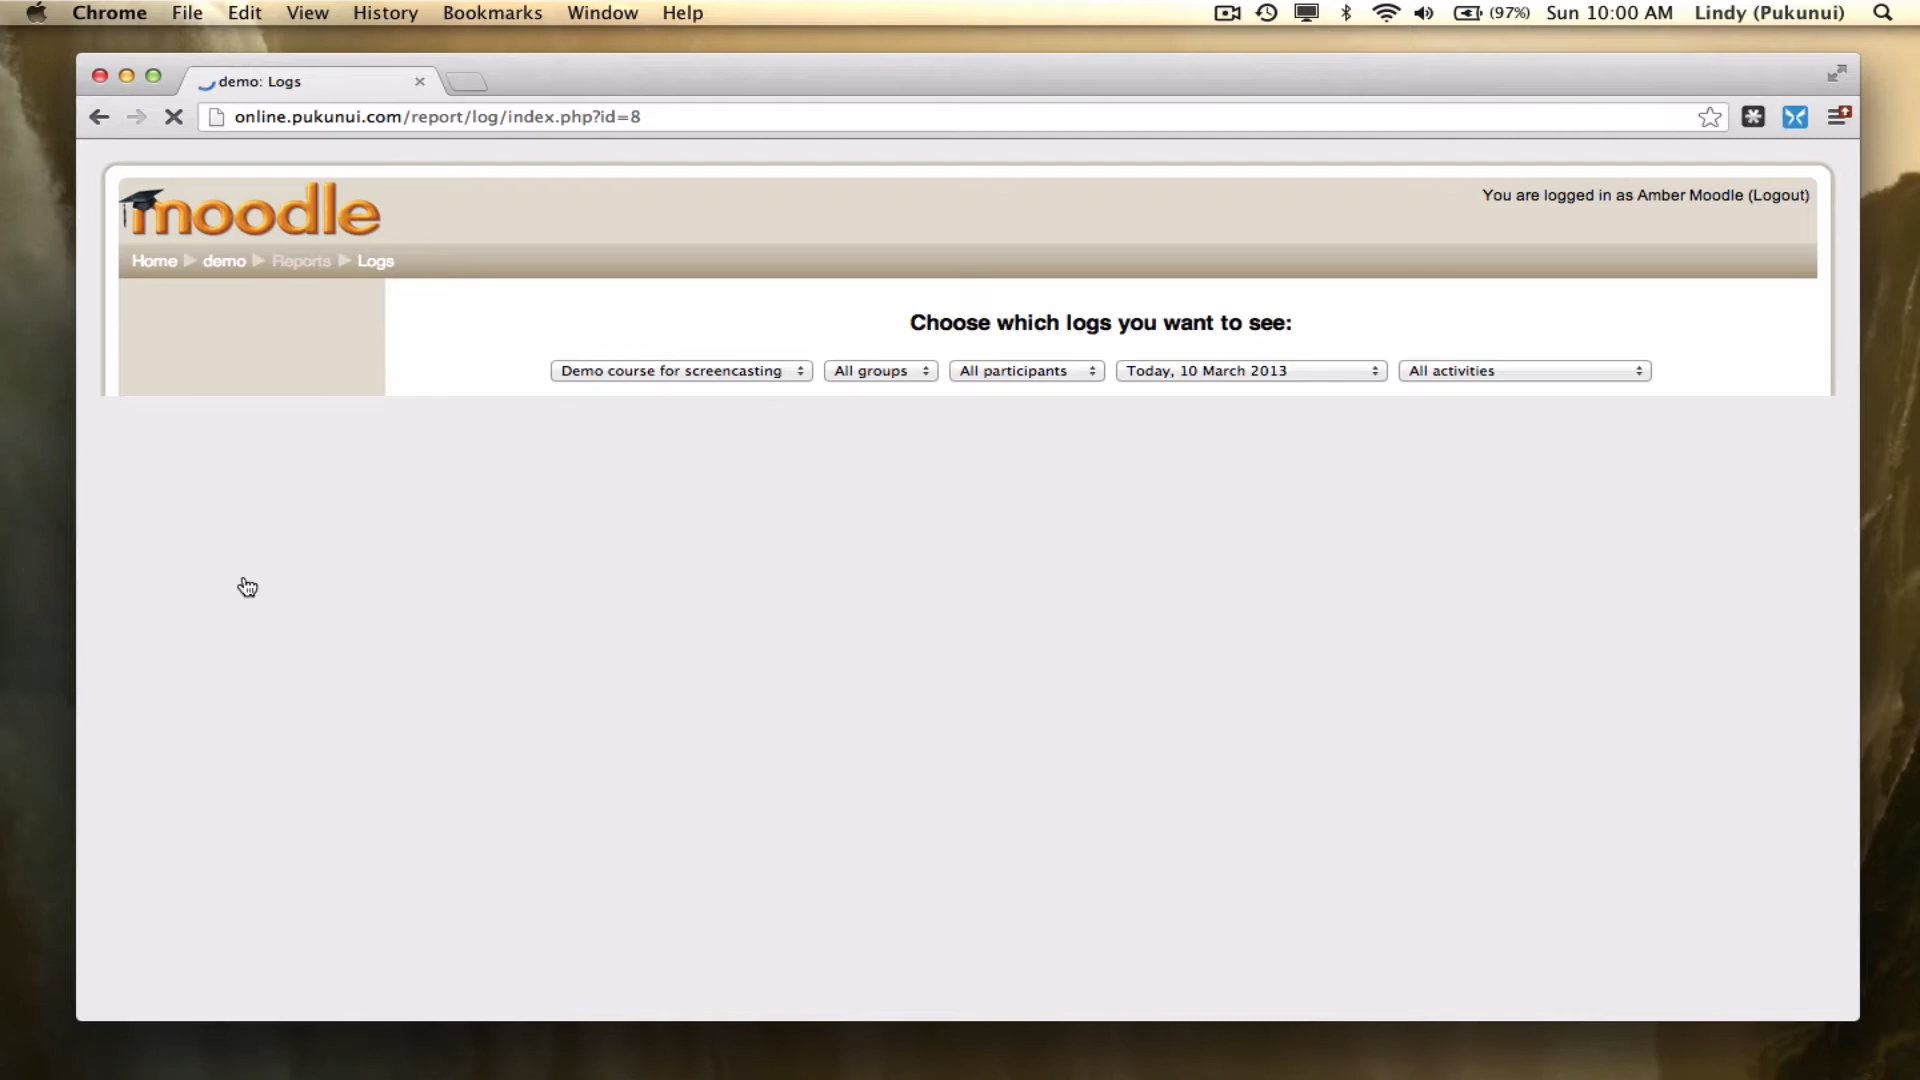 Chrome File Edit View History Bookmarks Window Help (97%) Sun 10:00 AM Lindy (Pukunui)
demo: Logs
online.pukunui.com/report/log/index.php?id=8
moodle
You are logged in as Amber Moodle (Logout)
Home demo Reports Logs
Choose which logs you want to see:
Demo course for screencasting All groups All participants Today, 10 March 2013 All activities